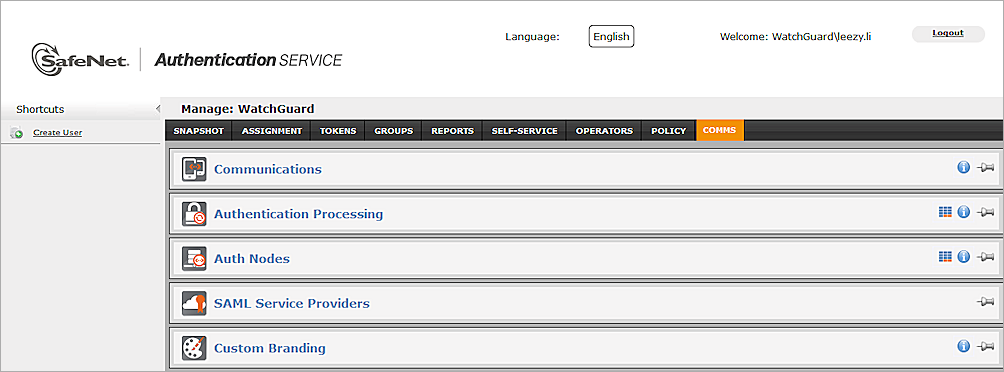 Language: English Welcome: WatchGuard\leezy.li Logout
SafeNet. Authentication SERVICE
Shortcuts
Create User
Manage: WatchGuard
SNAPSHOT ASSIGNMENT TOKENS GROUPS REPORTS SELF-SERVICE OPERATORS POLICY COMMS
Communications
Authentication Processing
Auth Nodes
SAML Service Providers
Custom Branding